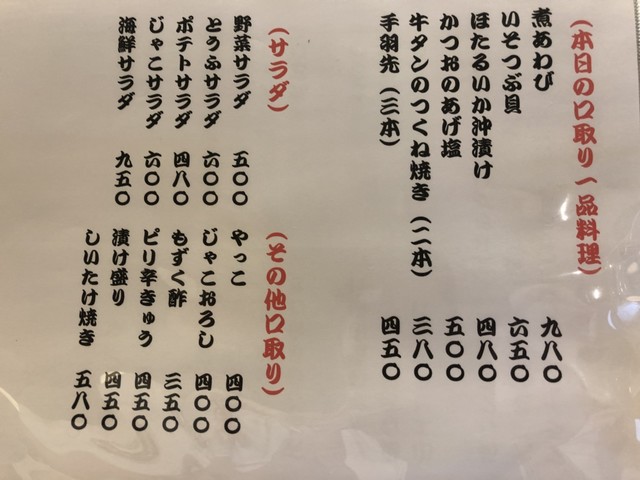 (本日の口取り一品料理)
煮あわび 九八〇
いそつぶ貝 六五〇
ほたるいか沖漬け 四八〇
かつおのあげ塩 五〇〇
牛タンのつくね焼き(二本) 三八〇
手羽先(三本) 四五〇
(サラダ)
野菜サラダ 五〇〇
とうふサラダ 六〇〇
ポテトサラダ 四八〇
じゃこサラダ 六〇〇
海鮮サラダ 九五〇
(その他口取り)
やっこ 四〇〇
じゃこおろし 四〇〇
もずく酢 三五〇
ピリ辛きゅう 四五〇
漬け盛り 四五〇
しいたけ焼き 五八〇